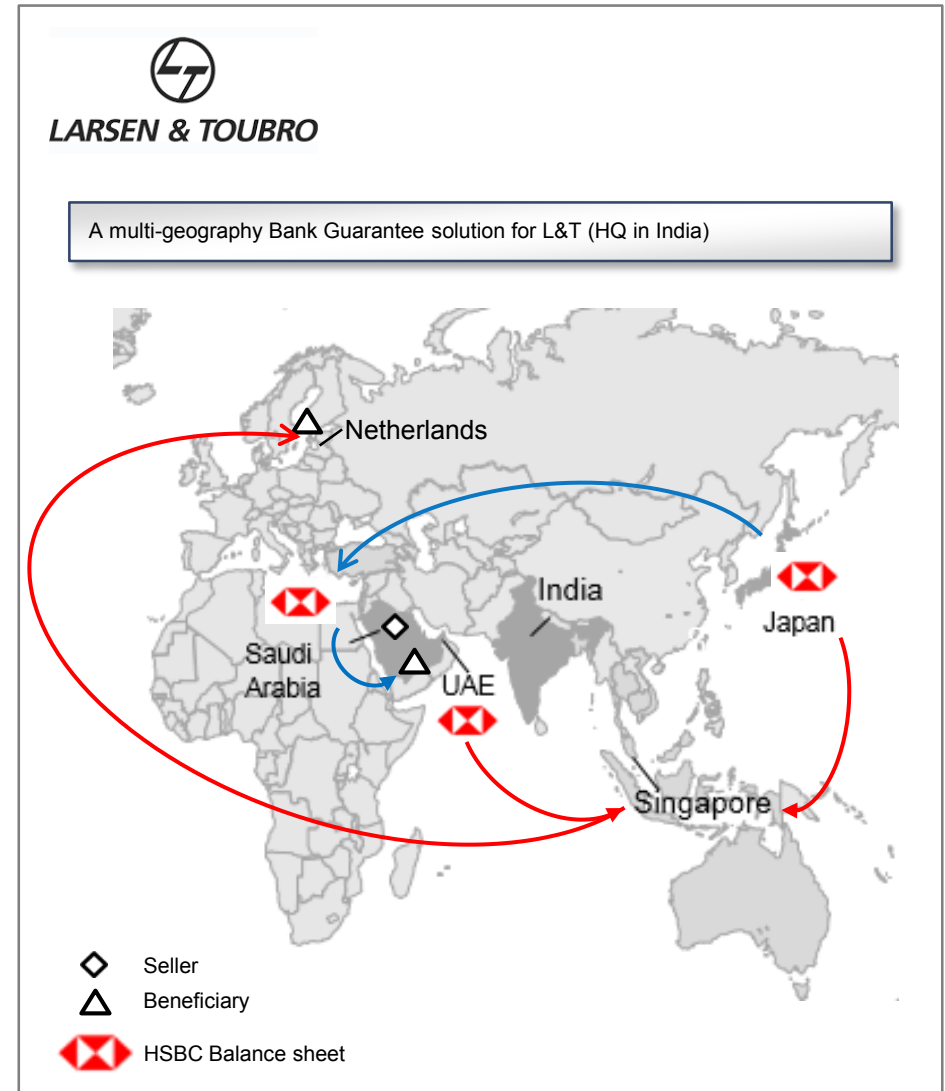 LT
LARSEN & TOUBRO
A multi-geography Bank Guarantee solution for L&T (HQ in India)
Netherlands
India
Japan
Saudi
Arabia
UAE
Singapore
Seller
Beneficiary
HSBC Balance sheet